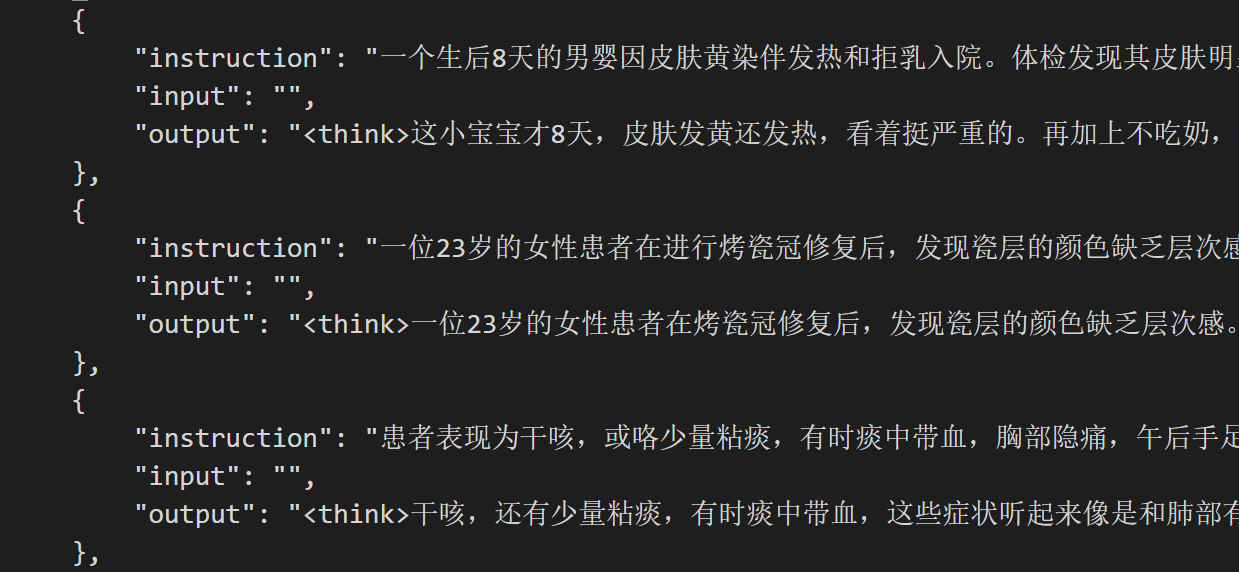 {
"instruction": "一个生后8天的男婴因皮肤黄染伴发热和拒乳入院。体检发现其皮肤明
"input": "",
"output": "<think>这小宝宝才8天，皮肤发黄还发热，看着挺严重的。再加上不吃奶，
},
{
"instruction": "一位23岁的女性患者在进行烤瓷冠修复后，发现瓷层的颜色缺乏层次感
"input": "",
"output": "<think>一位23岁的女性患者在烤瓷冠修复后，发现瓷层的颜色缺乏层次感。
},
{
"instruction": "患者表现为干咳，或咯少量粘痰，有时痰中带血，胸部隐痛，午后手足
"input": "",
"output": "<think>干咳，还有少量粘痰，有时痰中带血，这些症状听起来像是和肺部有
},